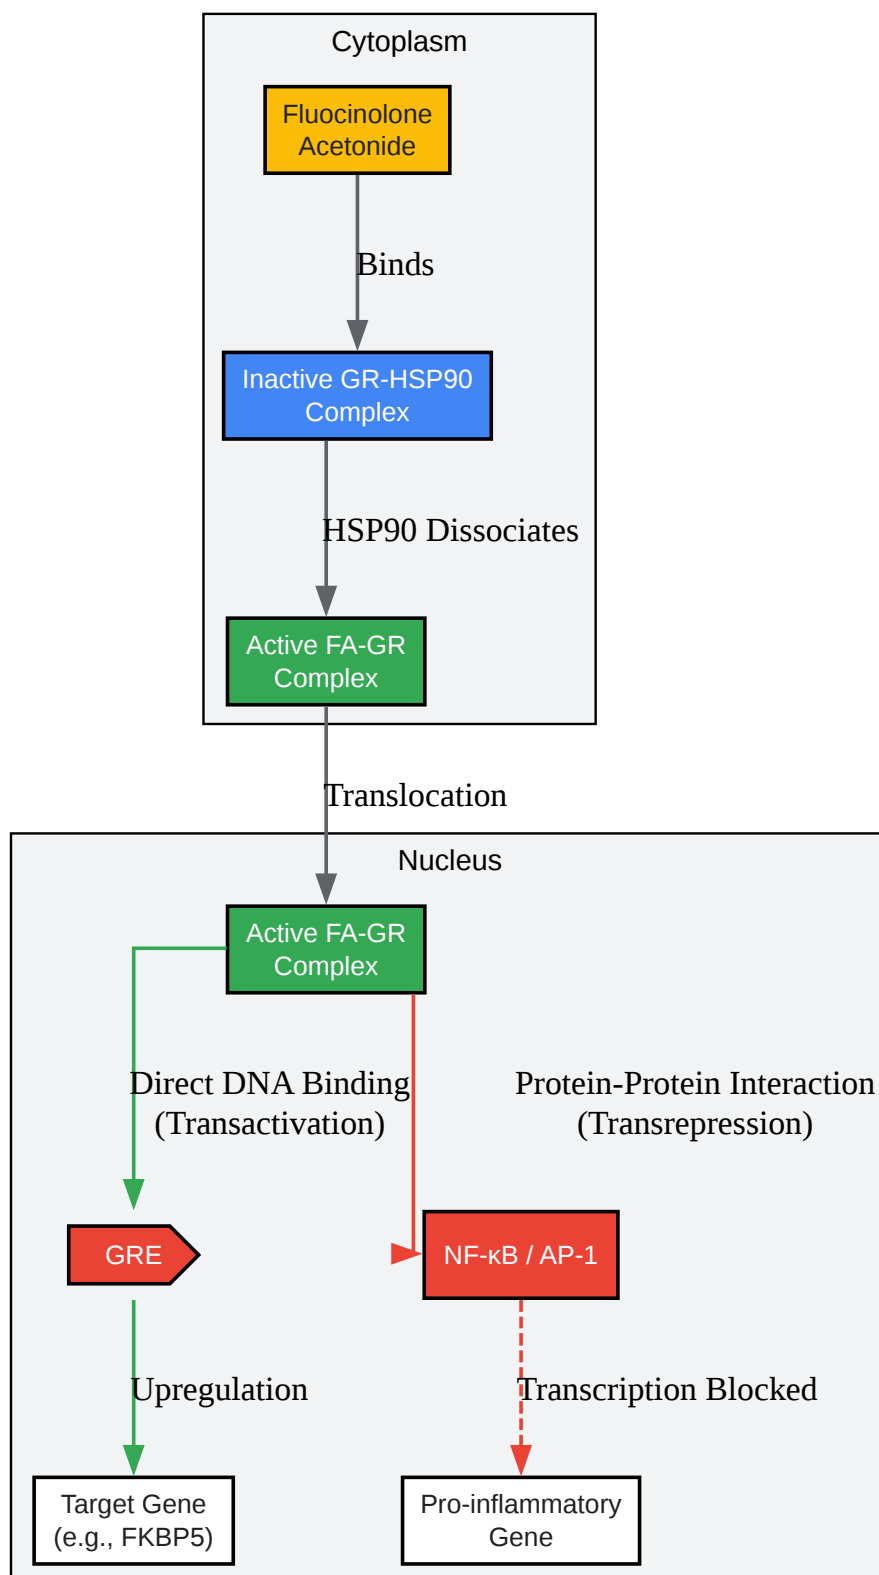 Cytoplasm
Fluocinolone
Acetonide
Binds
Inactive GR-HSP90
Complex
HSP90 Dissociates
Active FA-GR
Complex
Translocation
Nucleus
Active FA-GR
Complex
Direct DNA Binding
(Transactivation)
Protein-Protein Interaction
(Transrepression)
GRE
NF-κB / AP-1
Upregulation
Transcription Blocked
Target Gene
(e.g., FKBP5)
Pro-inflammatory
Gene